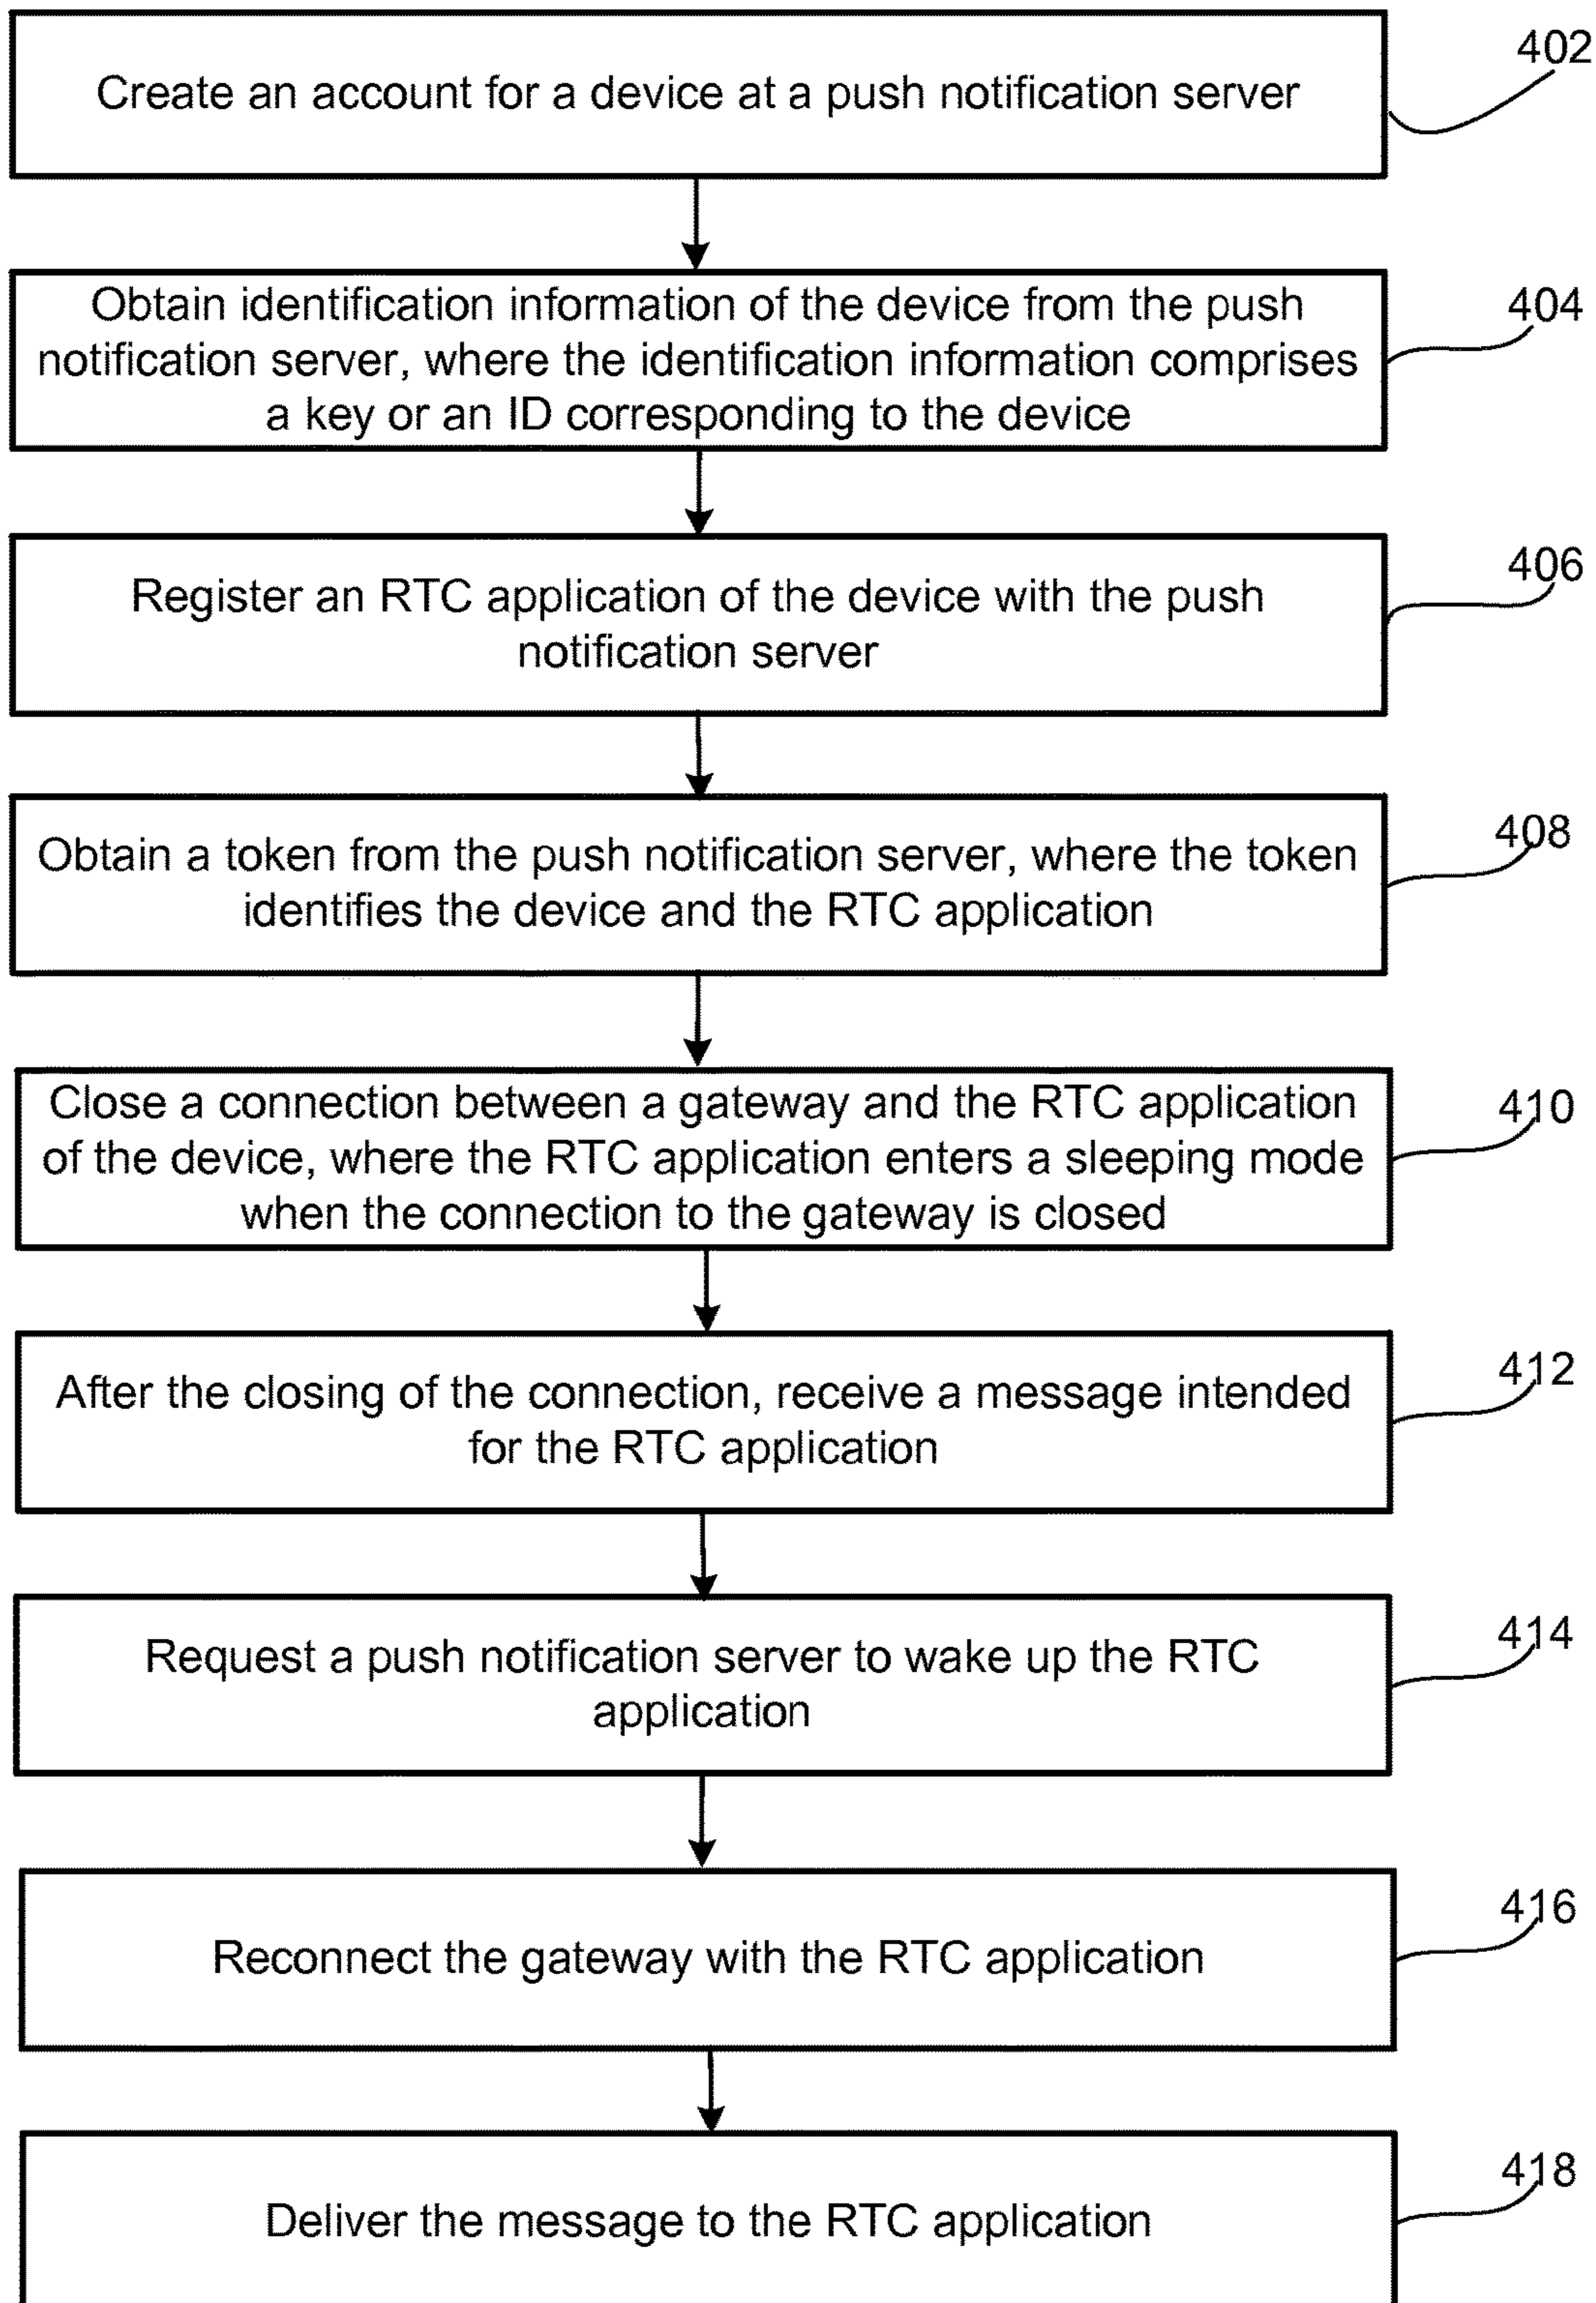 402
Create an account for a device at a push notification server
404
Obtain identification information of the device from the push
notification server, where the identification information comprises
a key or an ID corresponding to the device
406
Register an RTC application of the device with the push
notification server
408
Obtain a token from the push notification server, where the token
identifies the device and the RTC application
410
Close a connection between a gateway and the RTC application
of the device, where the RTC application enters a sleeping mode
when the connection to the gateway is closed
412
After the closing of the connection, receive a message intended
for the RTC application
414
Request a push notification server to wake up the RTC
application
416
Reconnect the gateway with the RTC application
418
Deliver the message to the RTC application